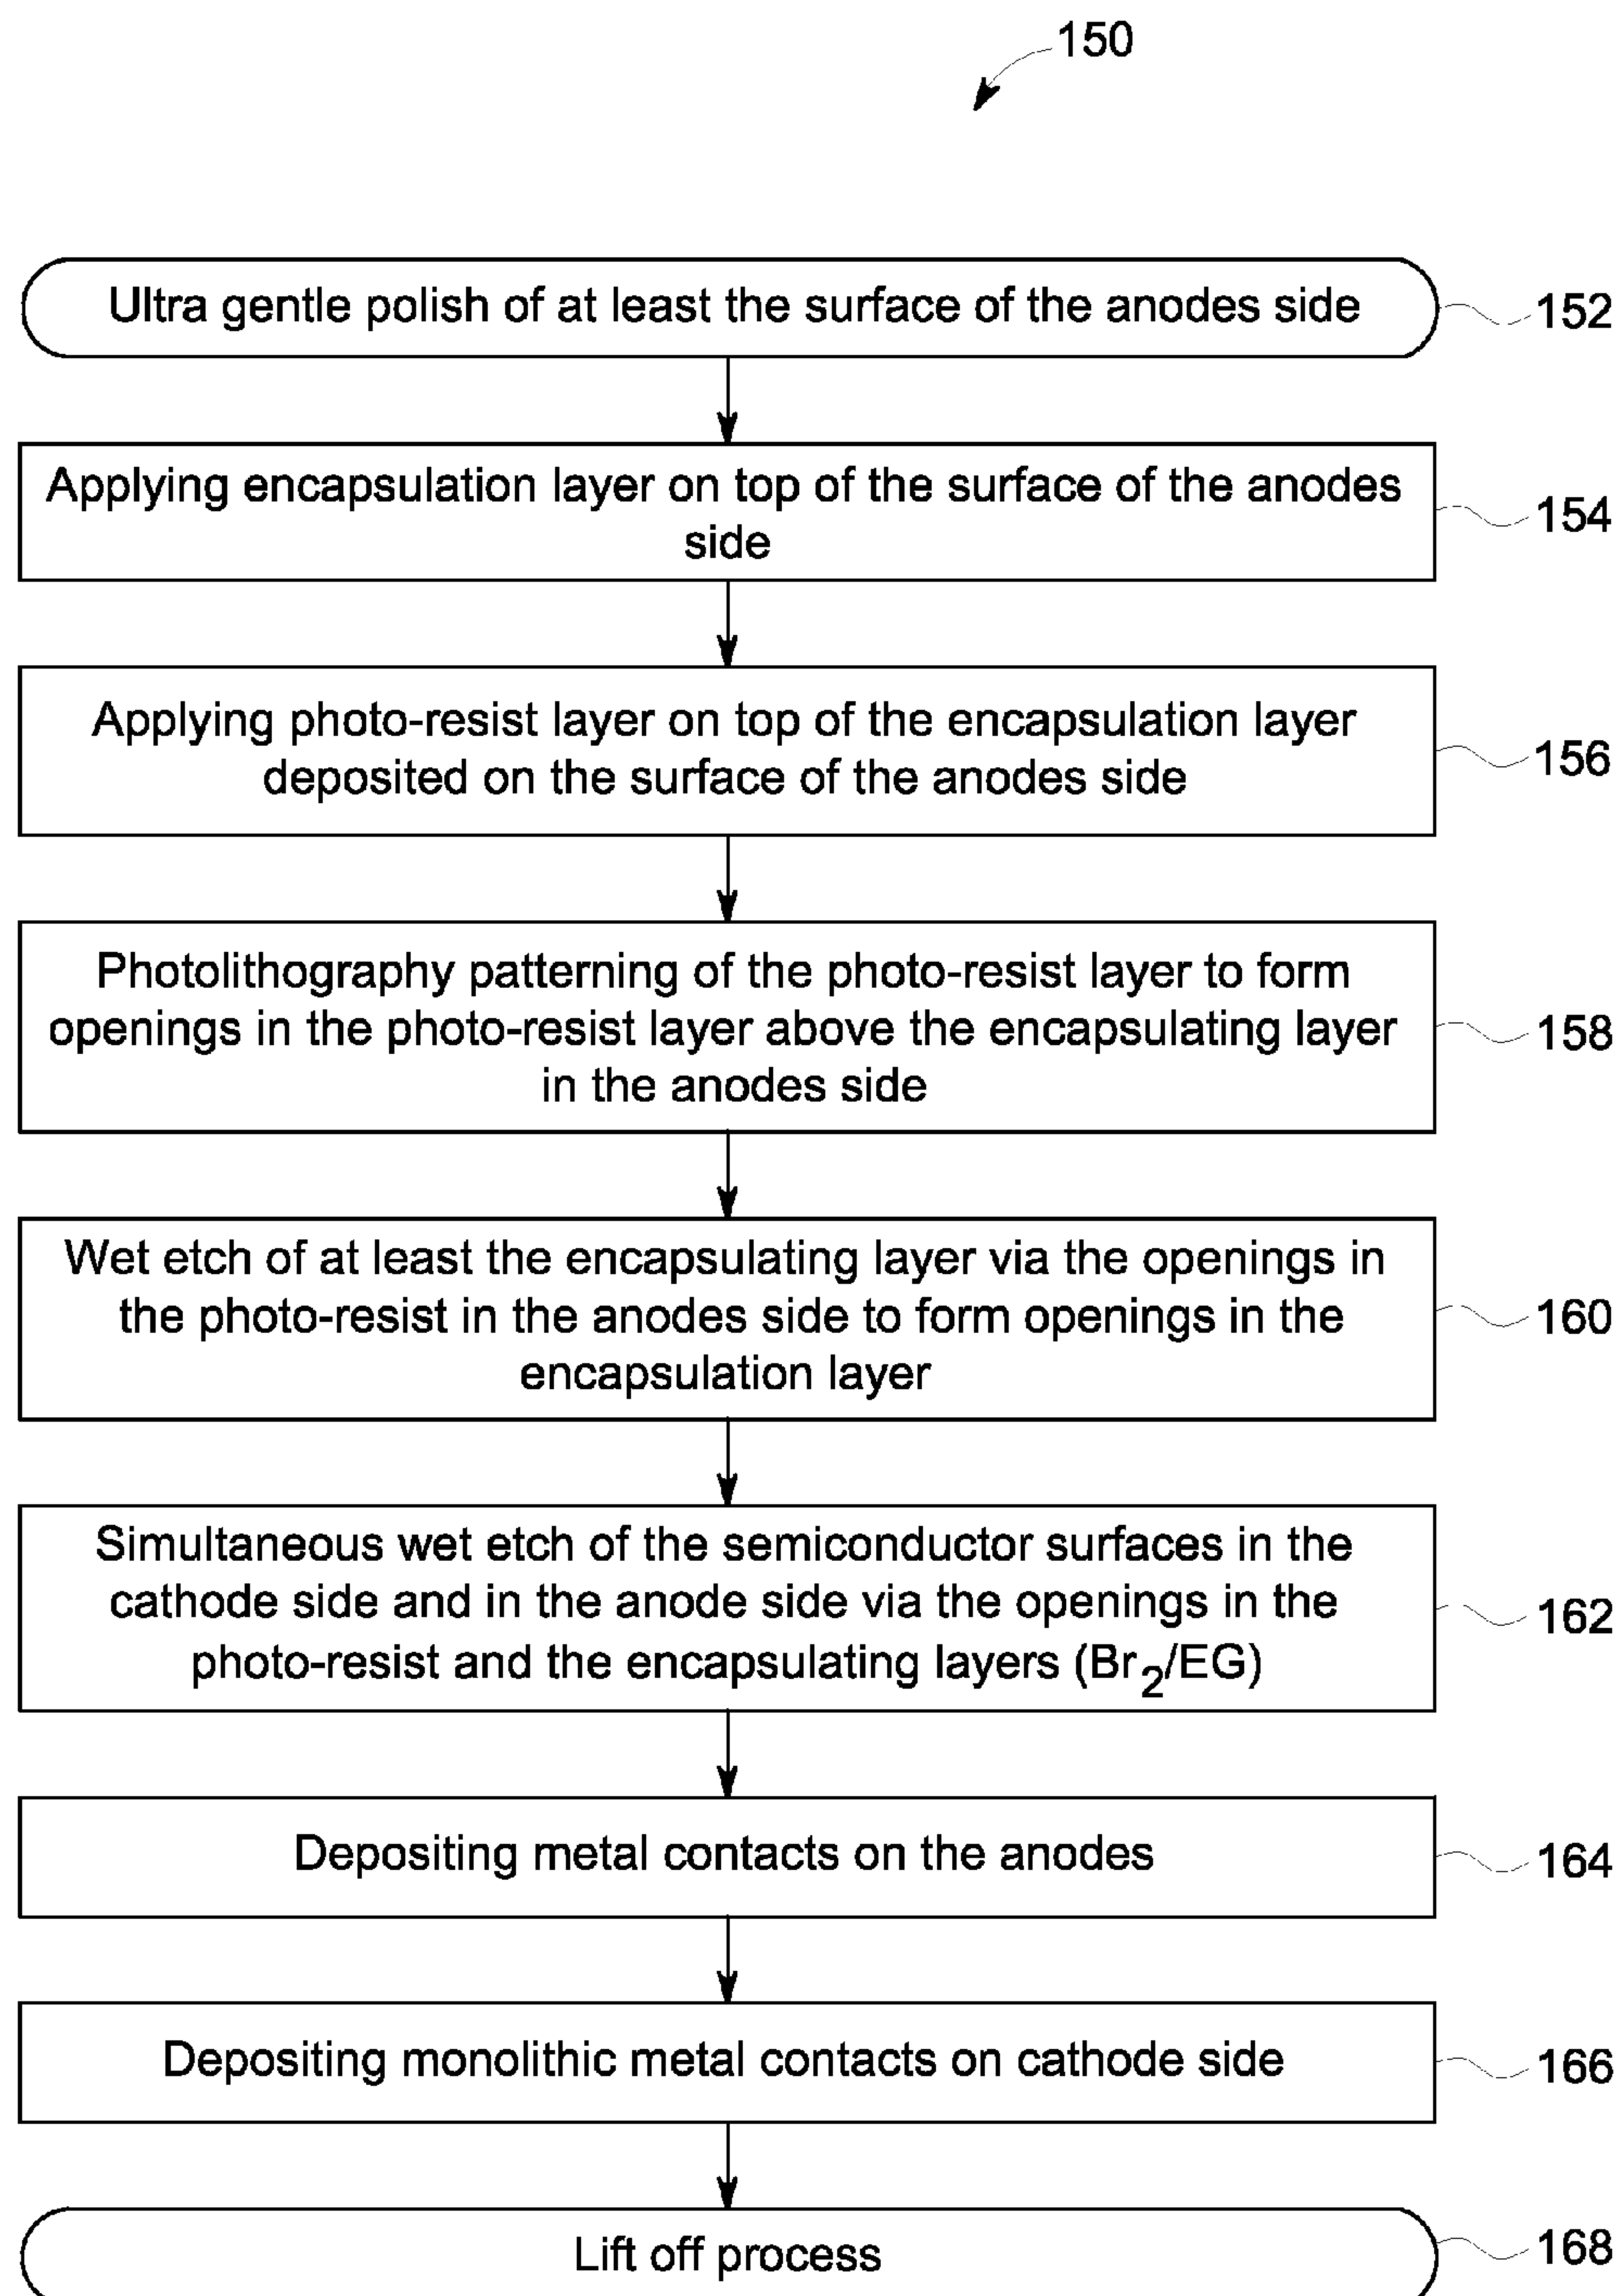 150
Ultra gentle polish of at least the surface of the anodes side
152
Applying encapsulation layer on top of the surface of the anodes
side
154
Applying photo-resist layer on top of the encapsulation layer
deposited on the surface of the anodes side
156
Photolithography patterning of the photo-resist layer to form
openings in the photo-resist layer above the encapsulating layer
in the anodes side
158
Wet etch of at least the encapsulating layer via the openings in
the photo-resist in the anodes side to form openings in the
encapsulation layer
160
Simultaneous wet etch of the semiconductor surfaces in the
cathode side and in the anode side via the openings in the
photo-resist and the encapsulating layers (Br₂/EG)
162
Depositing metal contacts on the anodes
164
Depositing monolithic metal contacts on cathode side
166
Lift off process
168